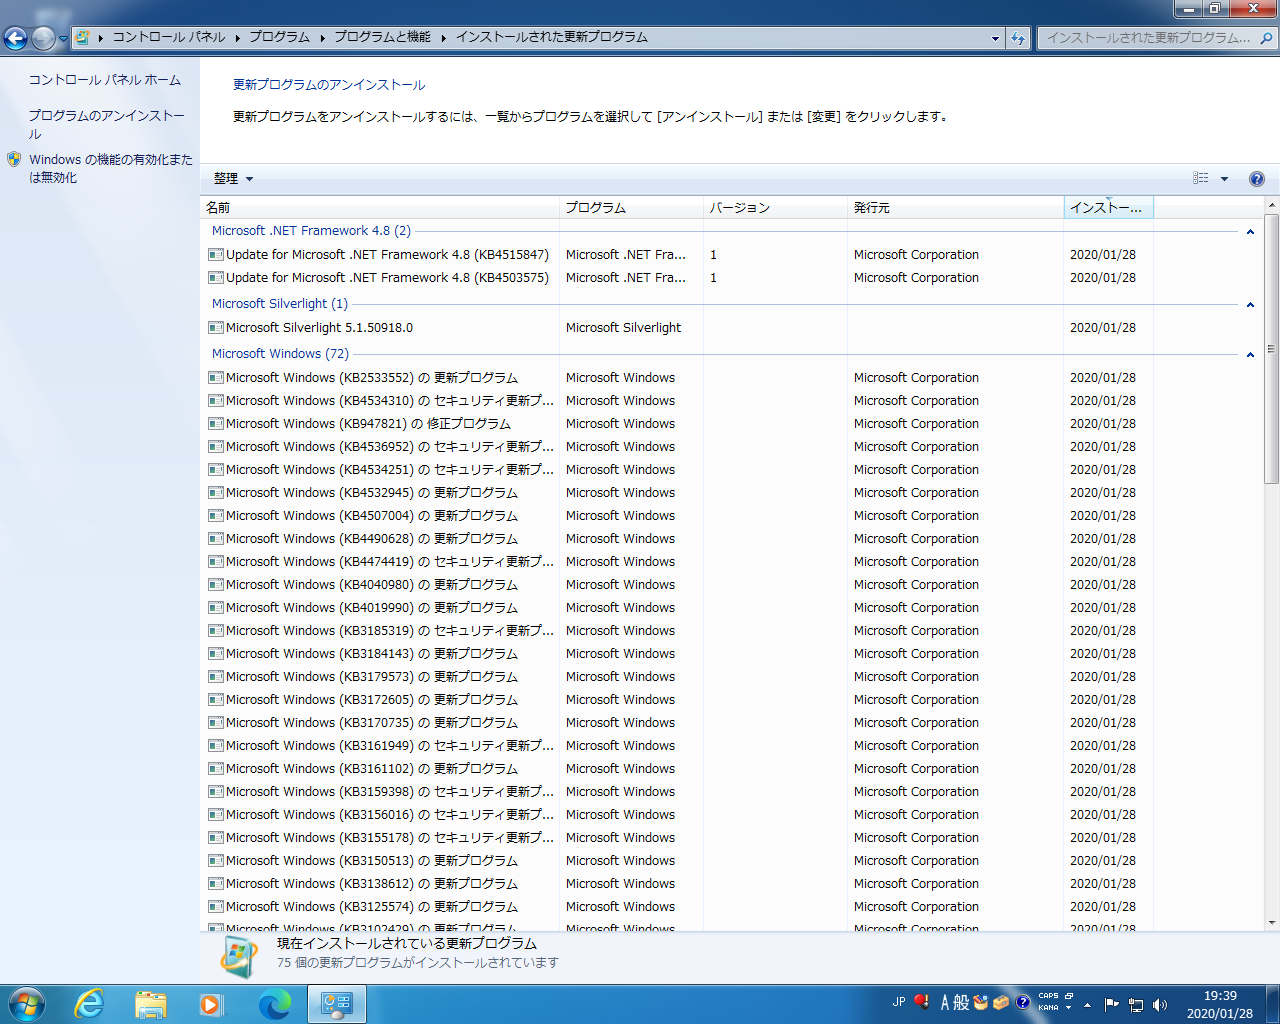 コントロール パネル ▸ プログラム ▸ プログラムと機能 ▸ インストールされた更新プログラム
インストールされた更新プログラム...
コントロール パネル ホーム
プログラムのアンインストー
ル
Windows の機能の有効化また
は無効化
更新プログラムのアンインストール
更新プログラムをアンインストールするには、一覧からプログラムを選択して [アンインストール] または [変更] をクリックします。
整理
名前 プログラム バージョン 発行元 インストー...
Microsoft .NET Framework 4.8 (2)
Update for Microsoft .NET Framework 4.8 (KB4515847) Microsoft .NET Fra... 1 Microsoft Corporation 2020/01/28
Update for Microsoft .NET Framework 4.8 (KB4503575) Microsoft .NET Fra... 1 Microsoft Corporation 2020/01/28
Microsoft Silverlight (1)
Microsoft Silverlight 5.1.50918.0 Microsoft Silverlight 2020/01/28
Microsoft Windows (72)
Microsoft Windows (KB2533552) の 更新プログラム Microsoft Windows Microsoft Corporation 2020/01/28
Microsoft Windows (KB4534310) の セキュリティ更新プ... Microsoft Windows Microsoft Corporation 2020/01/28
Microsoft Windows (KB947821) の 修正プログラム Microsoft Windows Microsoft Corporation 2020/01/28
Microsoft Windows (KB4536952) の セキュリティ更新プ... Microsoft Windows Microsoft Corporation 2020/01/28
Microsoft Windows (KB4534251) の セキュリティ更新プ... Microsoft Windows Microsoft Corporation 2020/01/28
Microsoft Windows (KB4532945) の 更新プログラム Microsoft Windows Microsoft Corporation 2020/01/28
Microsoft Windows (KB4507004) の 更新プログラム Microsoft Windows Microsoft Corporation 2020/01/28
Microsoft Windows (KB4490628) の 更新プログラム Microsoft Windows Microsoft Corporation 2020/01/28
Microsoft Windows (KB4474419) の セキュリティ更新プ... Microsoft Windows Microsoft Corporation 2020/01/28
Microsoft Windows (KB4040980) の 更新プログラム Microsoft Windows Microsoft Corporation 2020/01/28
Microsoft Windows (KB4019990) の 更新プログラム Microsoft Windows Microsoft Corporation 2020/01/28
Microsoft Windows (KB3185319) の セキュリティ更新プ... Microsoft Windows Microsoft Corporation 2020/01/28
Microsoft Windows (KB3184143) の 更新プログラム Microsoft Windows Microsoft Corporation 2020/01/28
Microsoft Windows (KB3179573) の 更新プログラム Microsoft Windows Microsoft Corporation 2020/01/28
Microsoft Windows (KB3172605) の 更新プログラム Microsoft Windows Microsoft Corporation 2020/01/28
Microsoft Windows (KB3170735) の 更新プログラム Microsoft Windows Microsoft Corporation 2020/01/28
Microsoft Windows (KB3161949) の セキュリティ更新プ... Microsoft Windows Microsoft Corporation 2020/01/28
Microsoft Windows (KB3161102) の 更新プログラム Microsoft Windows Microsoft Corporation 2020/01/28
Microsoft Windows (KB3159398) の セキュリティ更新プ... Microsoft Windows Microsoft Corporation 2020/01/28
Microsoft Windows (KB3156016) の セキュリティ更新プ... Microsoft Windows Microsoft Corporation 2020/01/28
Microsoft Windows (KB3155178) の セキュリティ更新プ... Microsoft Windows Microsoft Corporation 2020/01/28
Microsoft Windows (KB3150513) の 更新プログラム Microsoft Windows Microsoft Corporation 2020/01/28
Microsoft Windows (KB3138612) の 更新プログラム Microsoft Windows Microsoft Corporation 2020/01/28
Microsoft Windows (KB3125574) の 更新プログラム Microsoft Windows Microsoft Corporation 2020/01/28
Microsoft Windows (KB3102429) の 更新プログラム Microsoft Windows Microsoft Corporation 2020/01/28
現在インストールされている更新プログラム
75 個の更新プログラムがインストールされています
JP A 般 CAPS KANA
19:39
2020/01/28